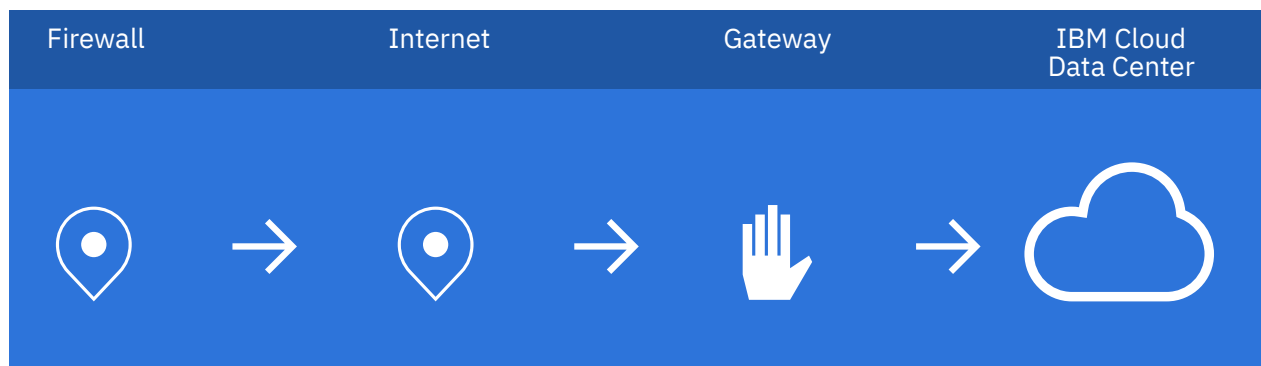 Firewall
Internet
Gateway
IBM Cloud
Data Center